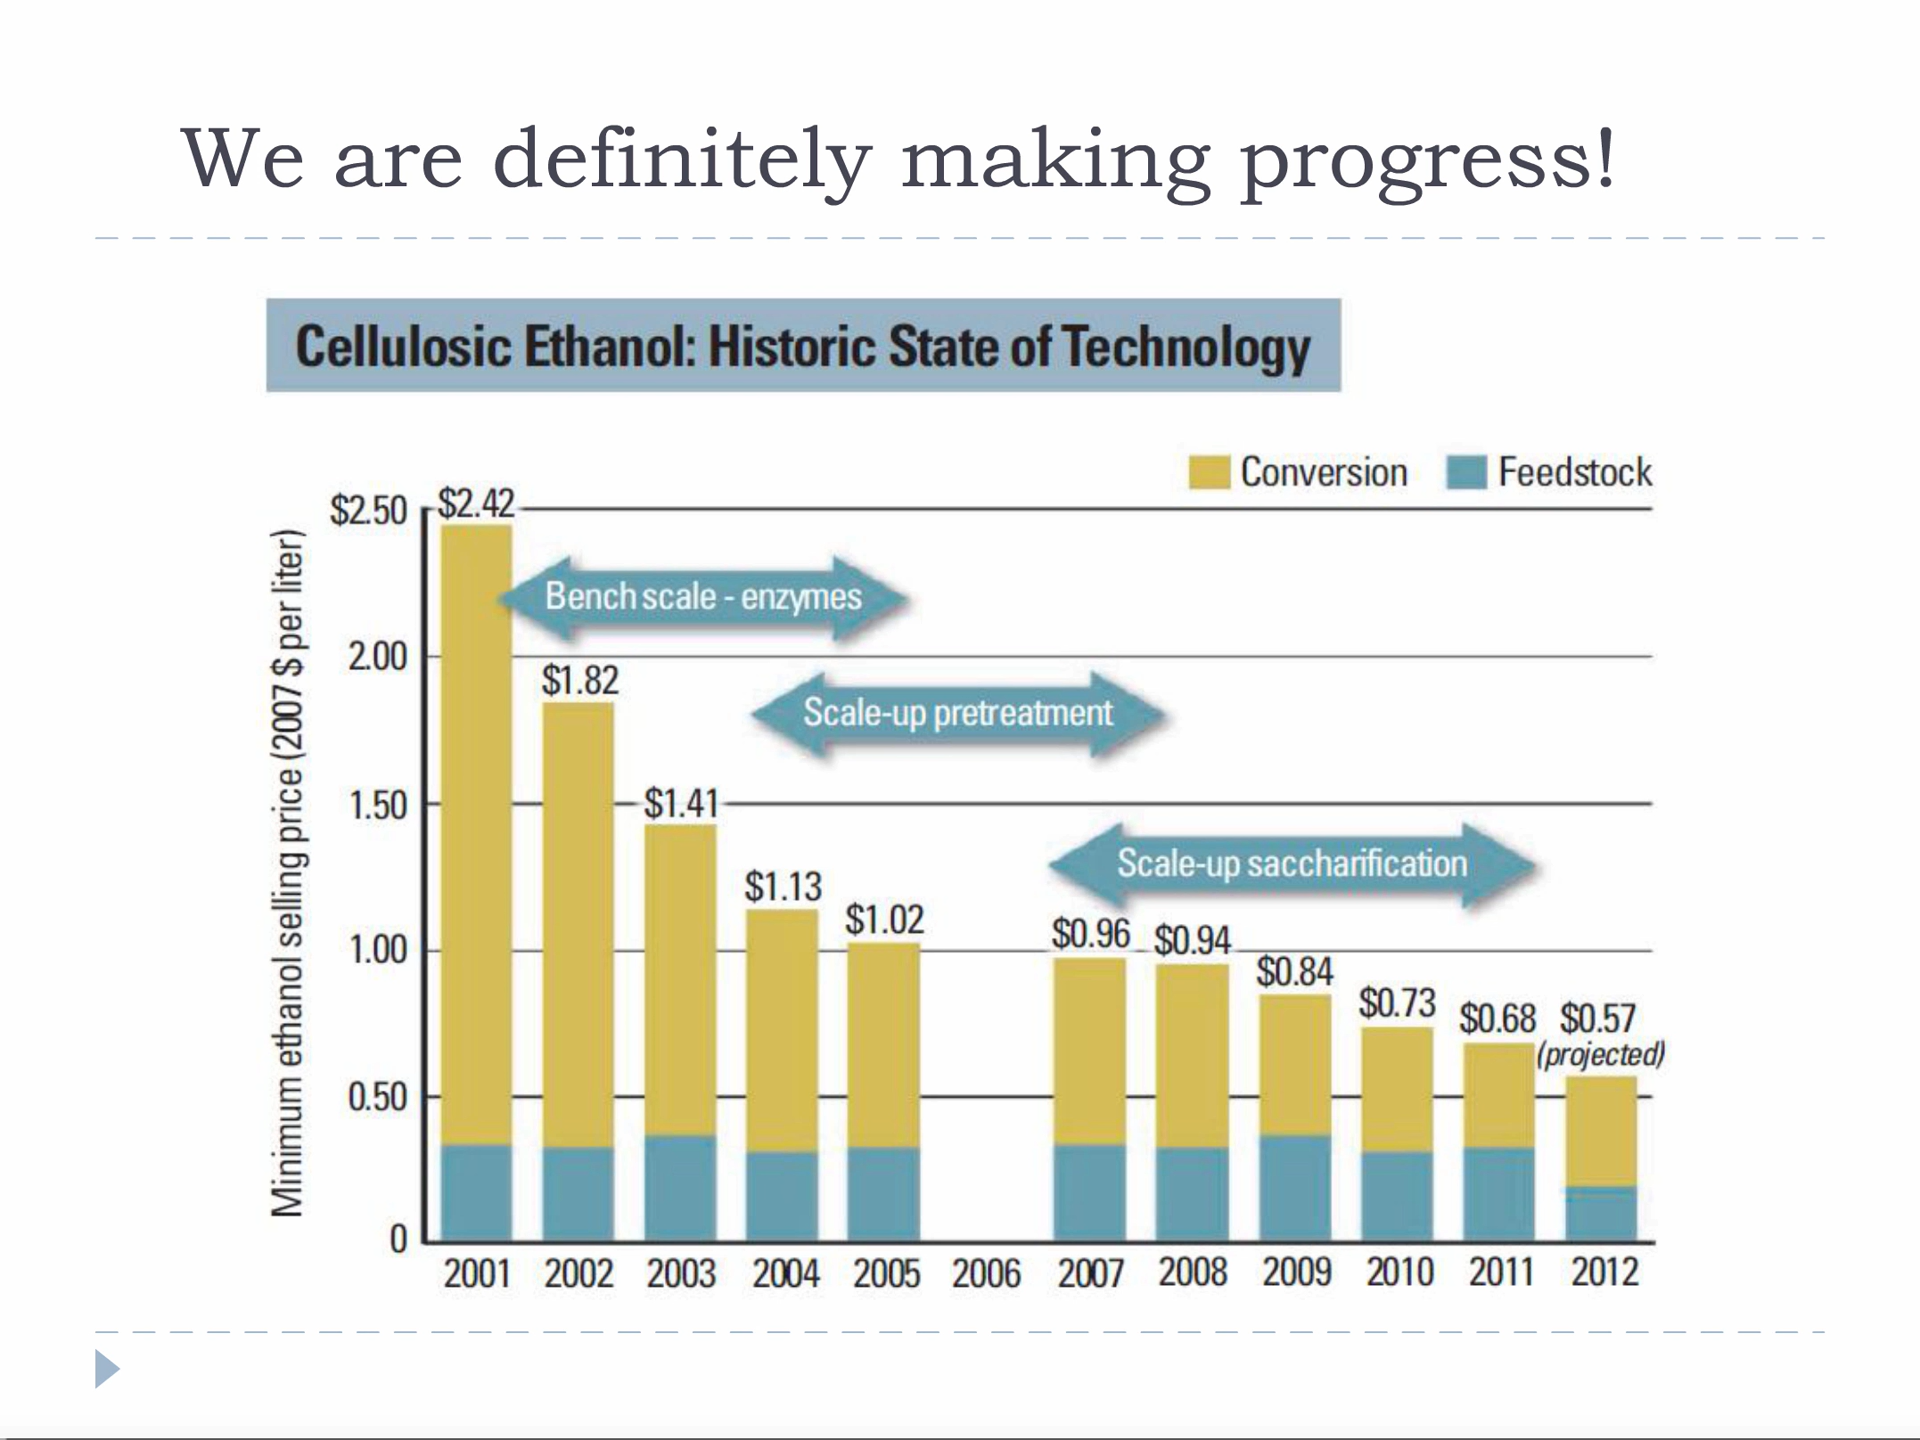 We are definitely making progress!
Cellulosic Ethanol: Historic State of Technology
Conversion Feedstock
Minimum ethanol selling price (2007 $ per liter)
$2.50
2.00
1.50
1.00
0.50
0
$2.42
$1.82
$1.41
$1.13
$1.02
$0.96
$0.94
$0.84
$0.73
$0.68
$0.57
(projected)
Bench scale - enzymes
Scale-up pretreatment
Scale-up saccharification
2001 2002 2003 2004 2005 2006 2007 2008 2009 2010 2011 2012